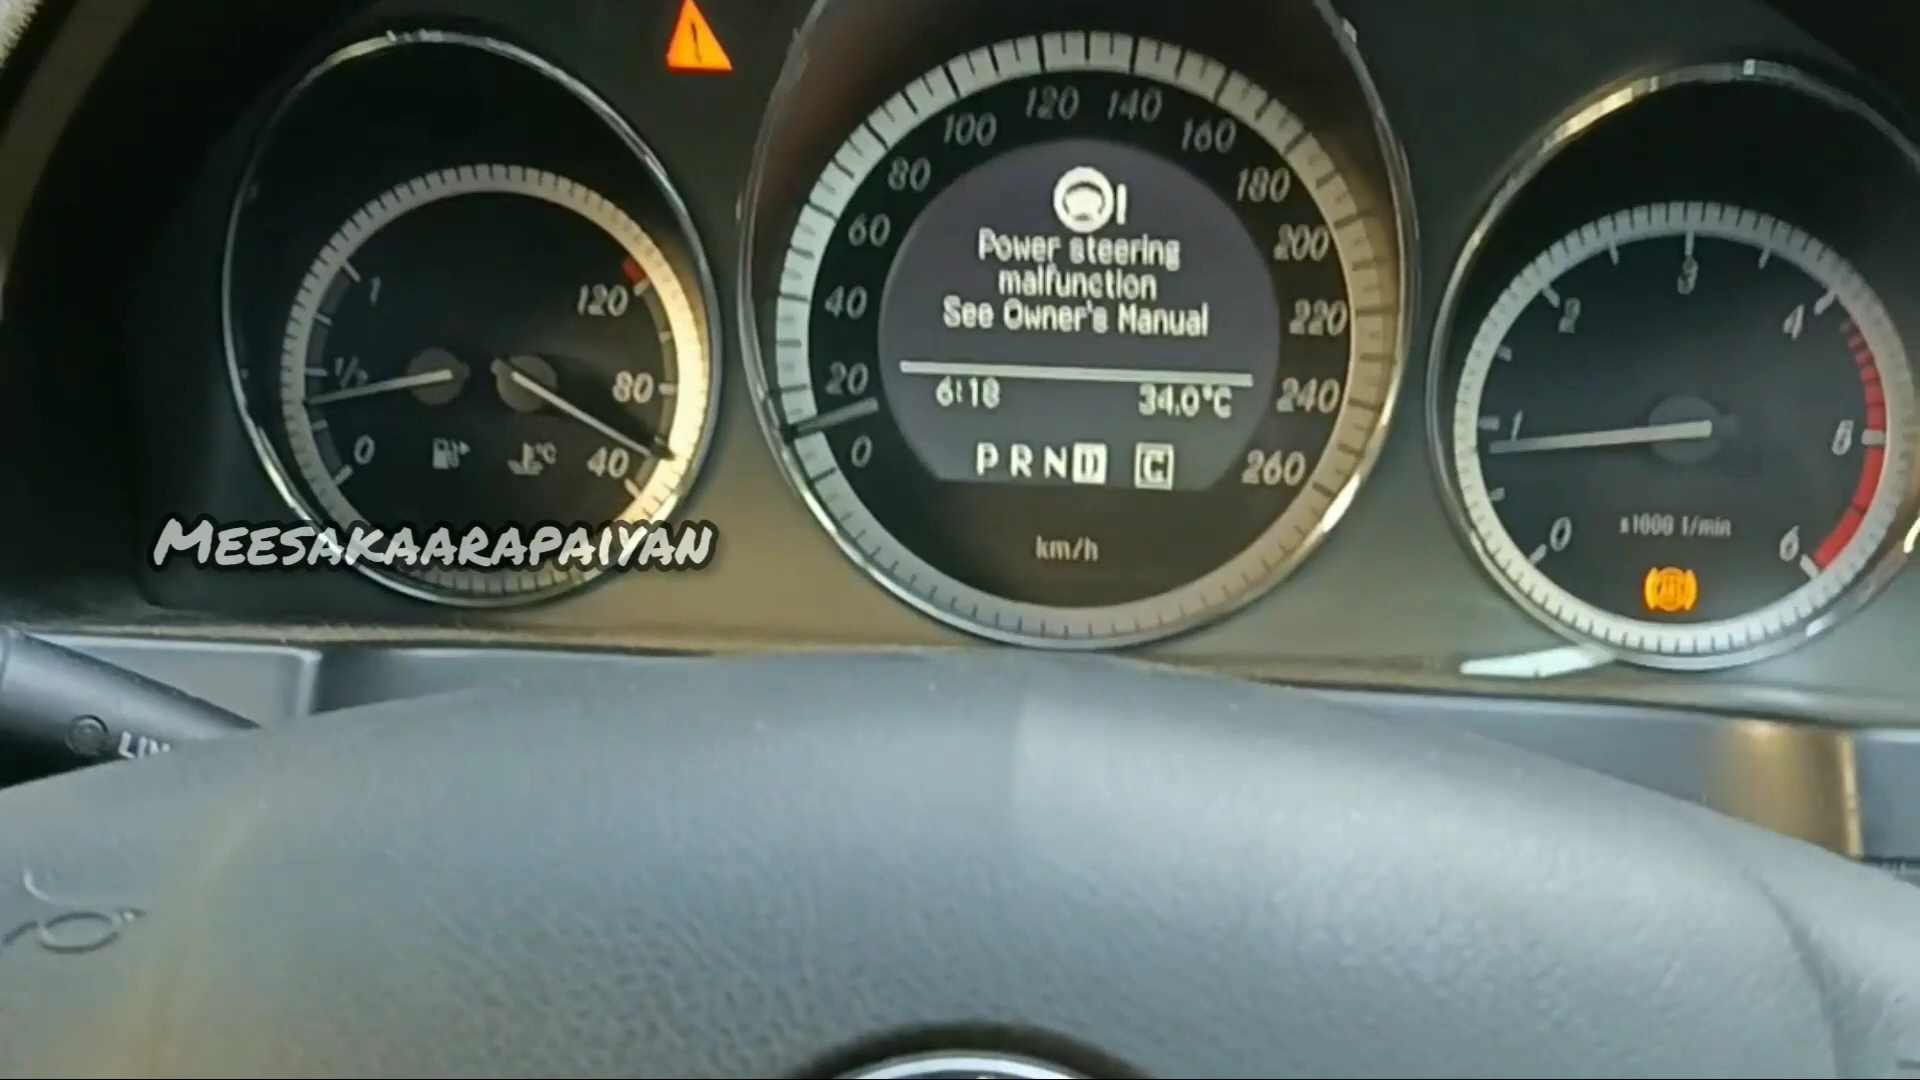 120 140
100 160
80 180
60 200
40 220
20 240
0 260
Power steering
malfunction
See Owner's Manual
6:18 34.0°C
P R N D C
km/h
1
1/2
0
°C
120
80
40
0 1 2 3 4 5 6
x1000 1/min
ABS
MEESAKAARAPAIYAN